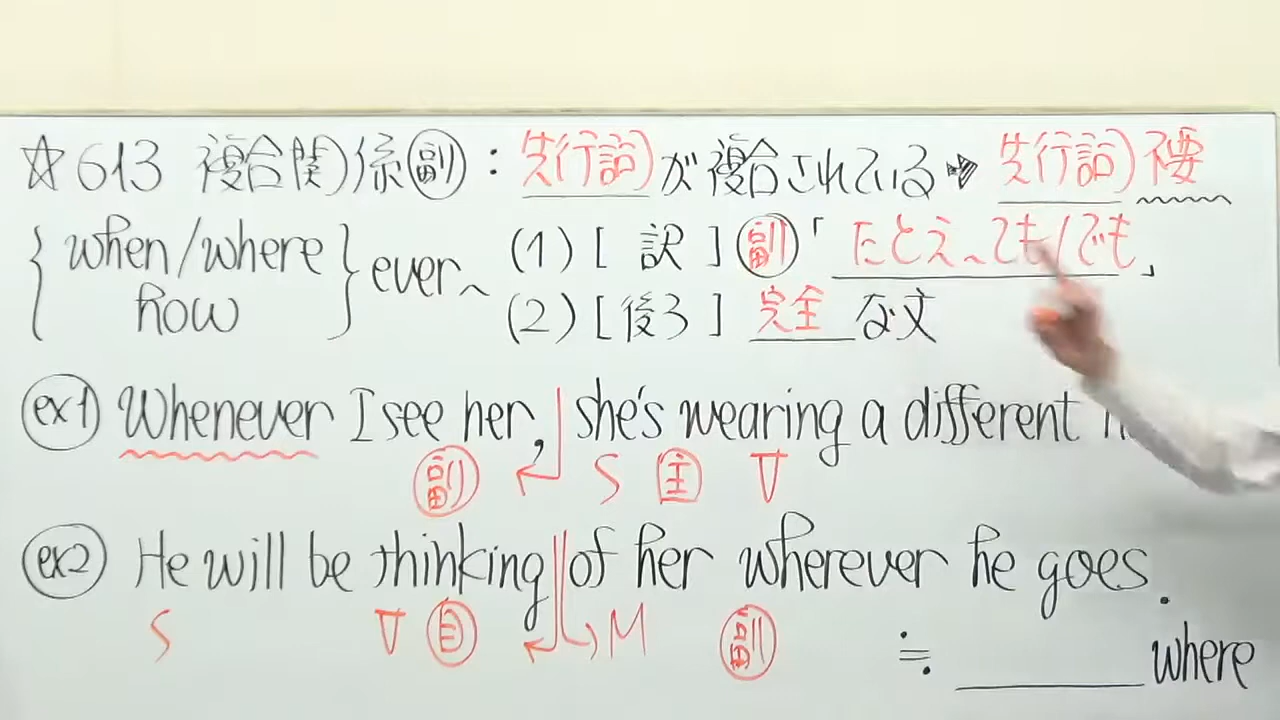 ☆613 複合関係副 : 先行詞が複合されている➡ 先行詞不要
{ when/where how } ever~ (1) [ 訳 ] 副「たとえ~ても/でも」
(2) [ 後ろ ] 完全な文
ex1 Whenever I see her, she's wearing a different
副 S 主 V
ex2 He will be thinking of her wherever he goes.
S V 自 M 副
≒ ______ where